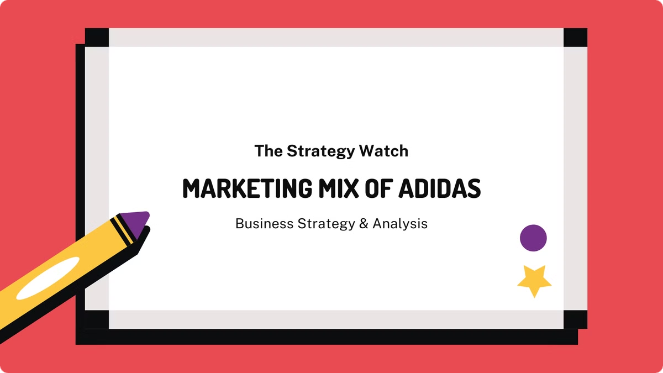 The Strategy Watch
MARKETING MIX OF ADIDAS
Business Strategy & Analysis